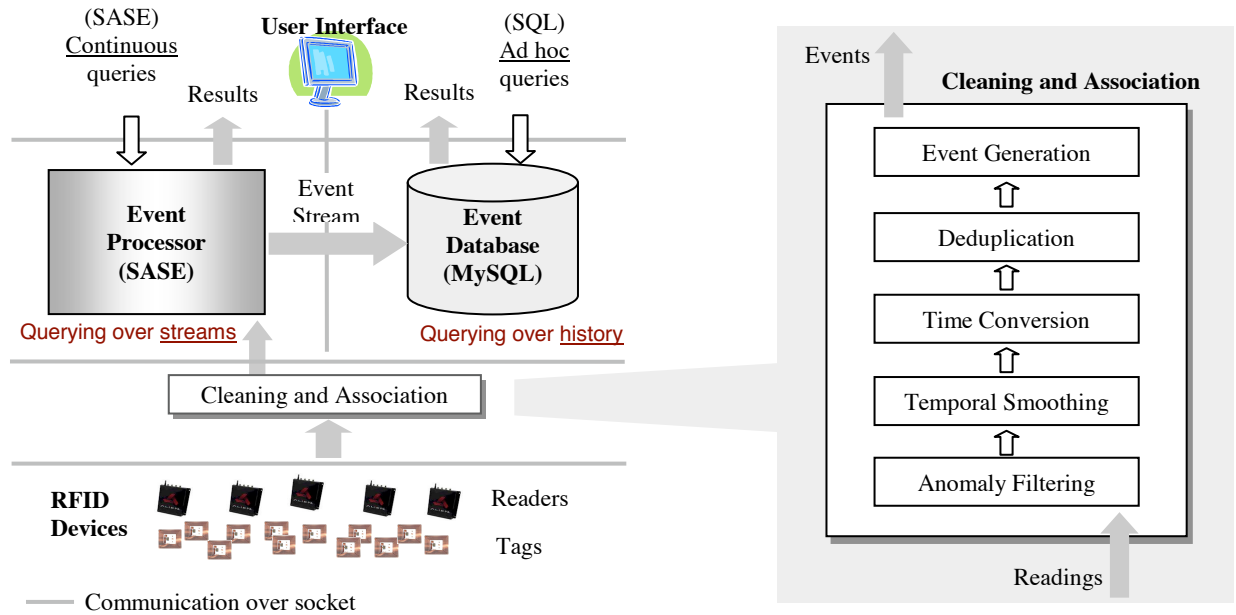 (SASE)
Continuous
queries
User Interface
(SQL)
Ad hoc
queries
Results
Results
Event
Processor
(SASE)
Event
Stream
Event
Database
(MySQL)
Querying over streams
Querying over history
Cleaning and Association
RFID
Devices
Readers
Tags
Communication over socket
Events
Cleaning and Association
Event Generation
Deduplication
Time Conversion
Temporal Smoothing
Anomaly Filtering
Readings